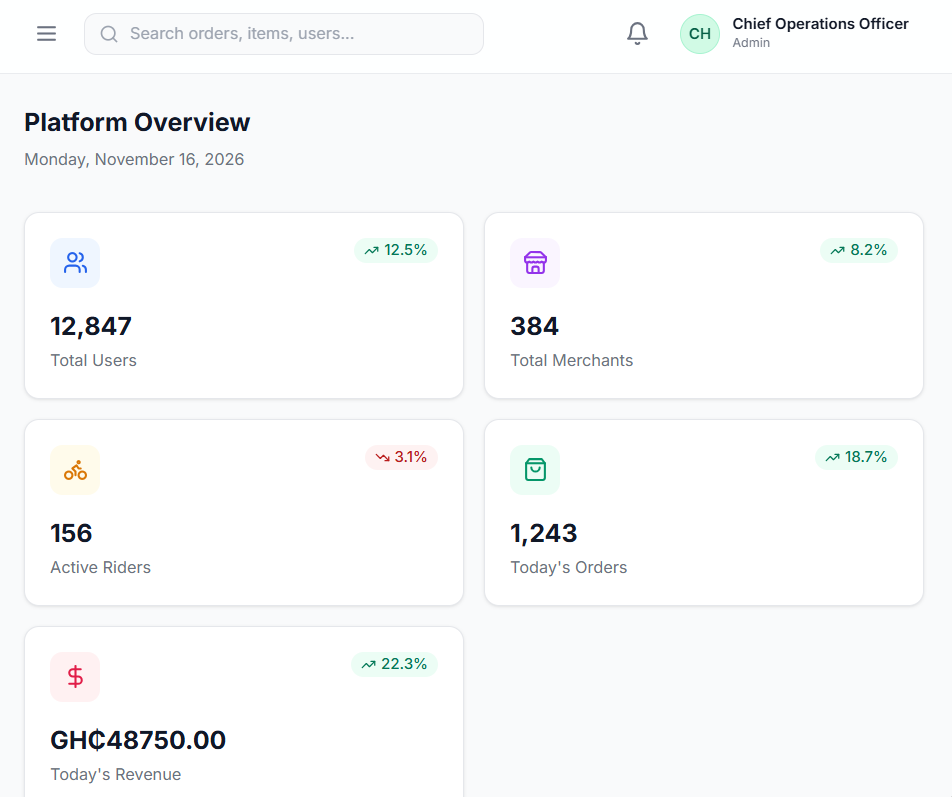 Search orders, items, users...
CH
Chief Operations Officer
Admin
Platform Overview
Monday, November 16, 2026
12.5%
12,847
Total Users
8.2%
384
Total Merchants
3.1%
156
Active Riders
18.7%
1,243
Today's Orders
22.3%
GH₵48750.00
Today's Revenue